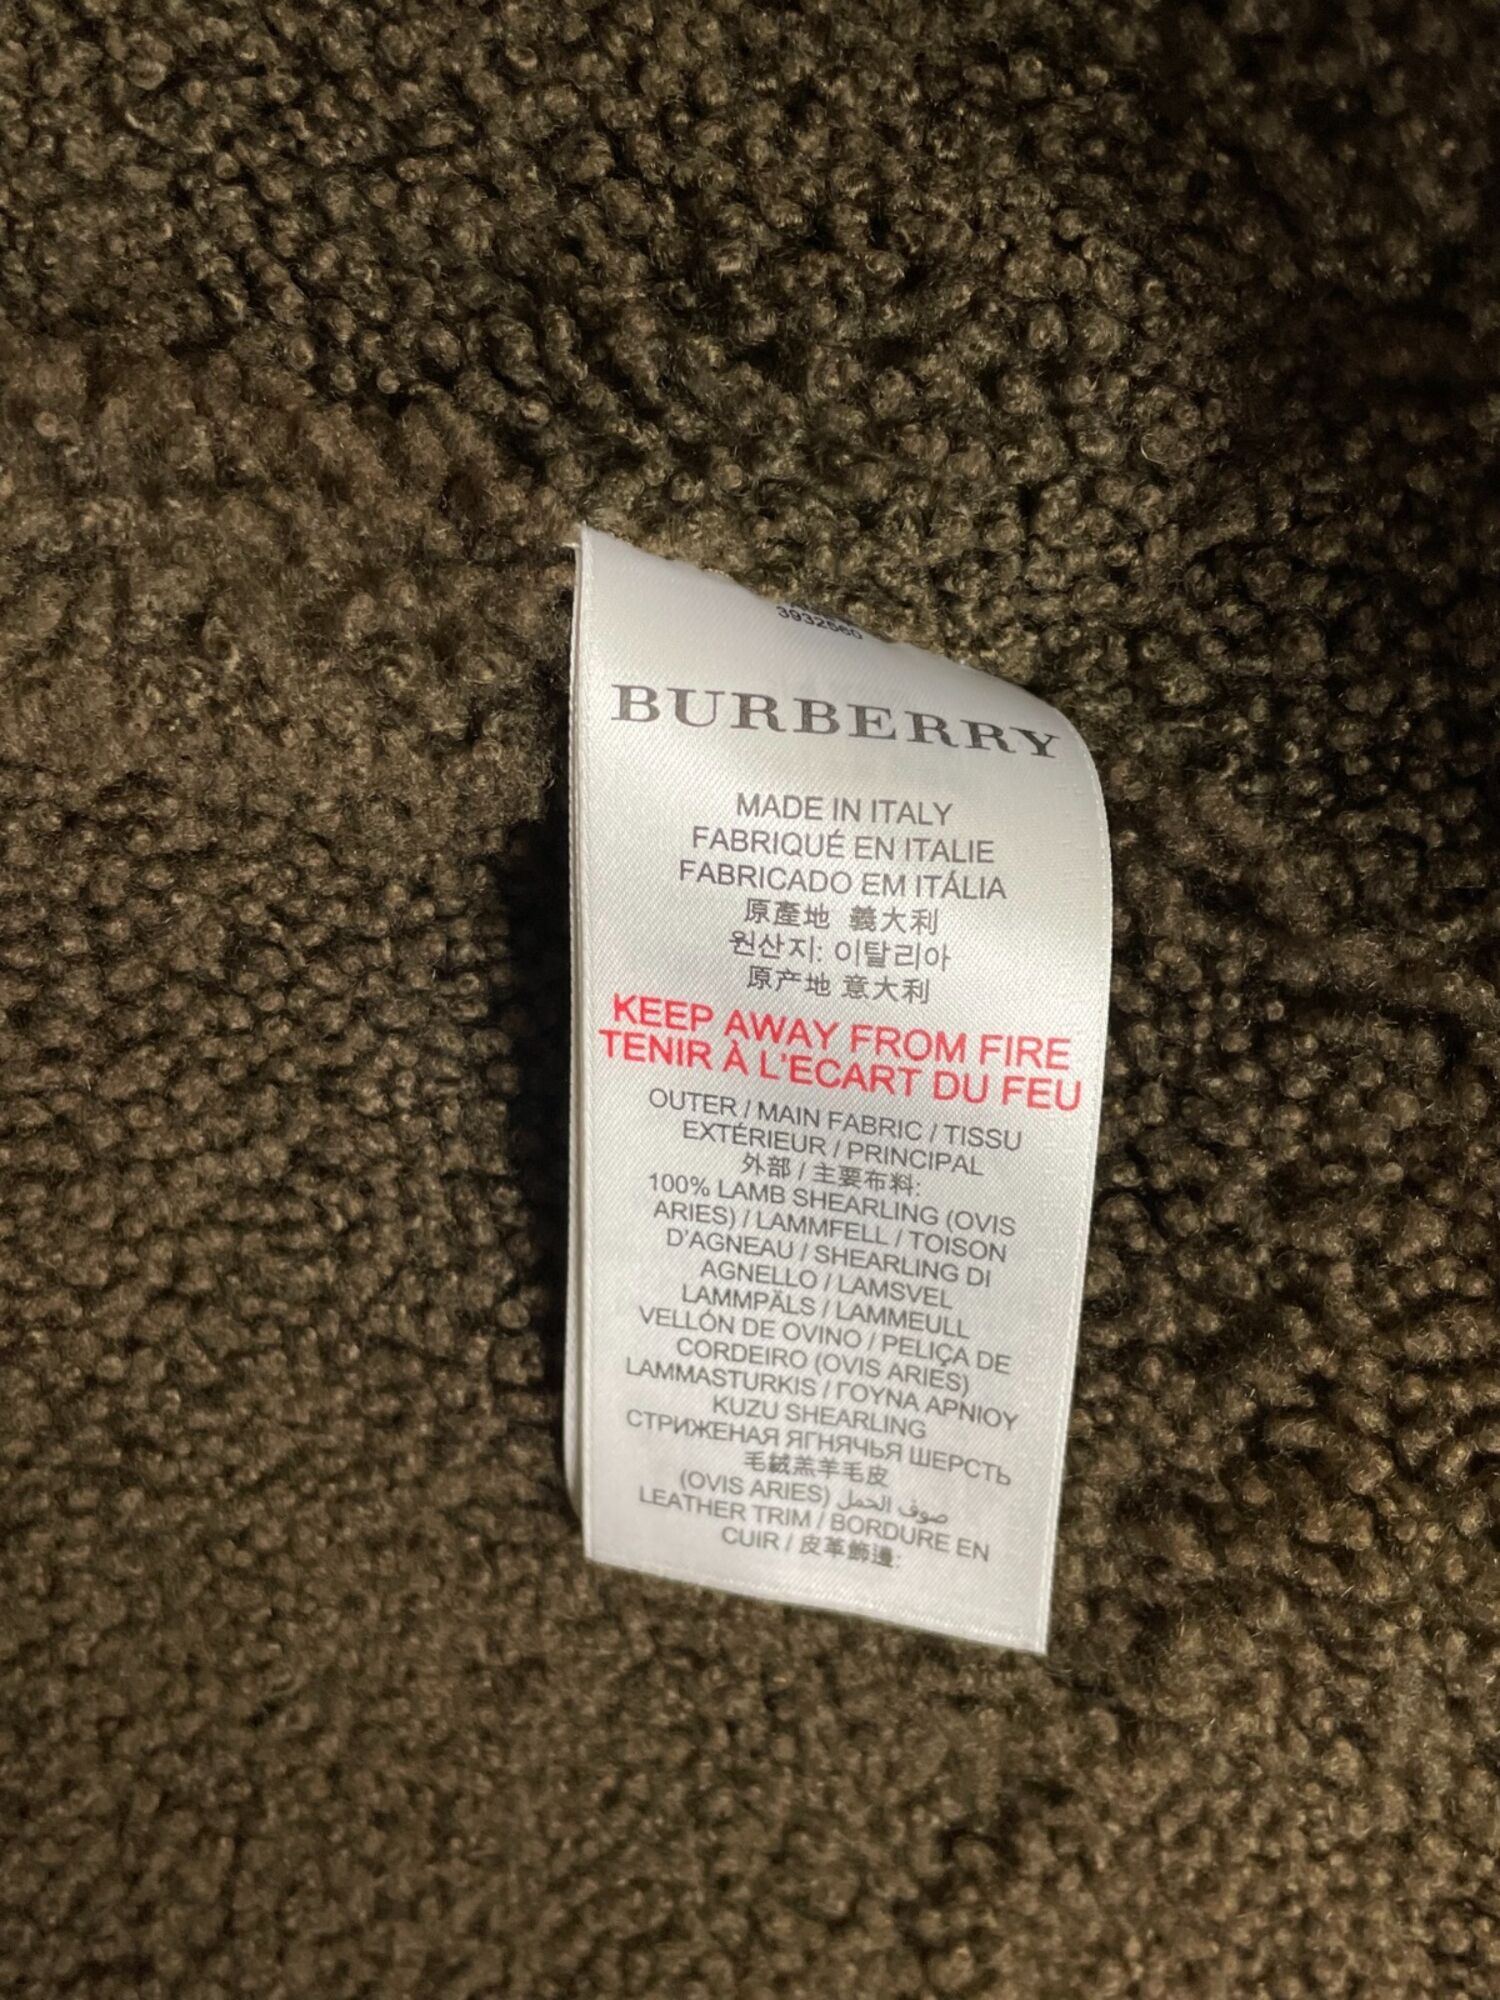 3932560
BURBERRY
MADE IN ITALY
FABRIQUÉ EN ITALIE
FABRICADO EM ITÁLIA
原產地 義大利
원산지: 이탈리아
原产地 意大利
KEEP AWAY FROM FIRE
TENIR À L'ECART DU FEU
OUTER / MAIN FABRIC / TISSU
EXTÉRIEUR / PRINCIPAL
外部 / 主要布料:
100% LAMB SHEARLING (OVIS
ARIES) / LAMMFELL / TOISON
D'AGNEAU / SHEARLING DI
AGNELLO / LAMSVEL
LAMMPÄLS / LAMMEULL
VELLÓN DE OVINO / PELIÇA DE
CORDEIRO (OVIS ARIES)
LAMMASTURKIS / ΓΟΥΝΑ ΑΡΝΙΟΥ
KUZU SHEARLING
СТРИЖЕНАЯ ЯГНЯЧЬЯ ШЕРСТЬ
毛絨羔羊毛皮
(OVIS ARIES) صوف الحمل
LEATHER TRIM / BORDURE EN
CUIR / 皮革飾邊: